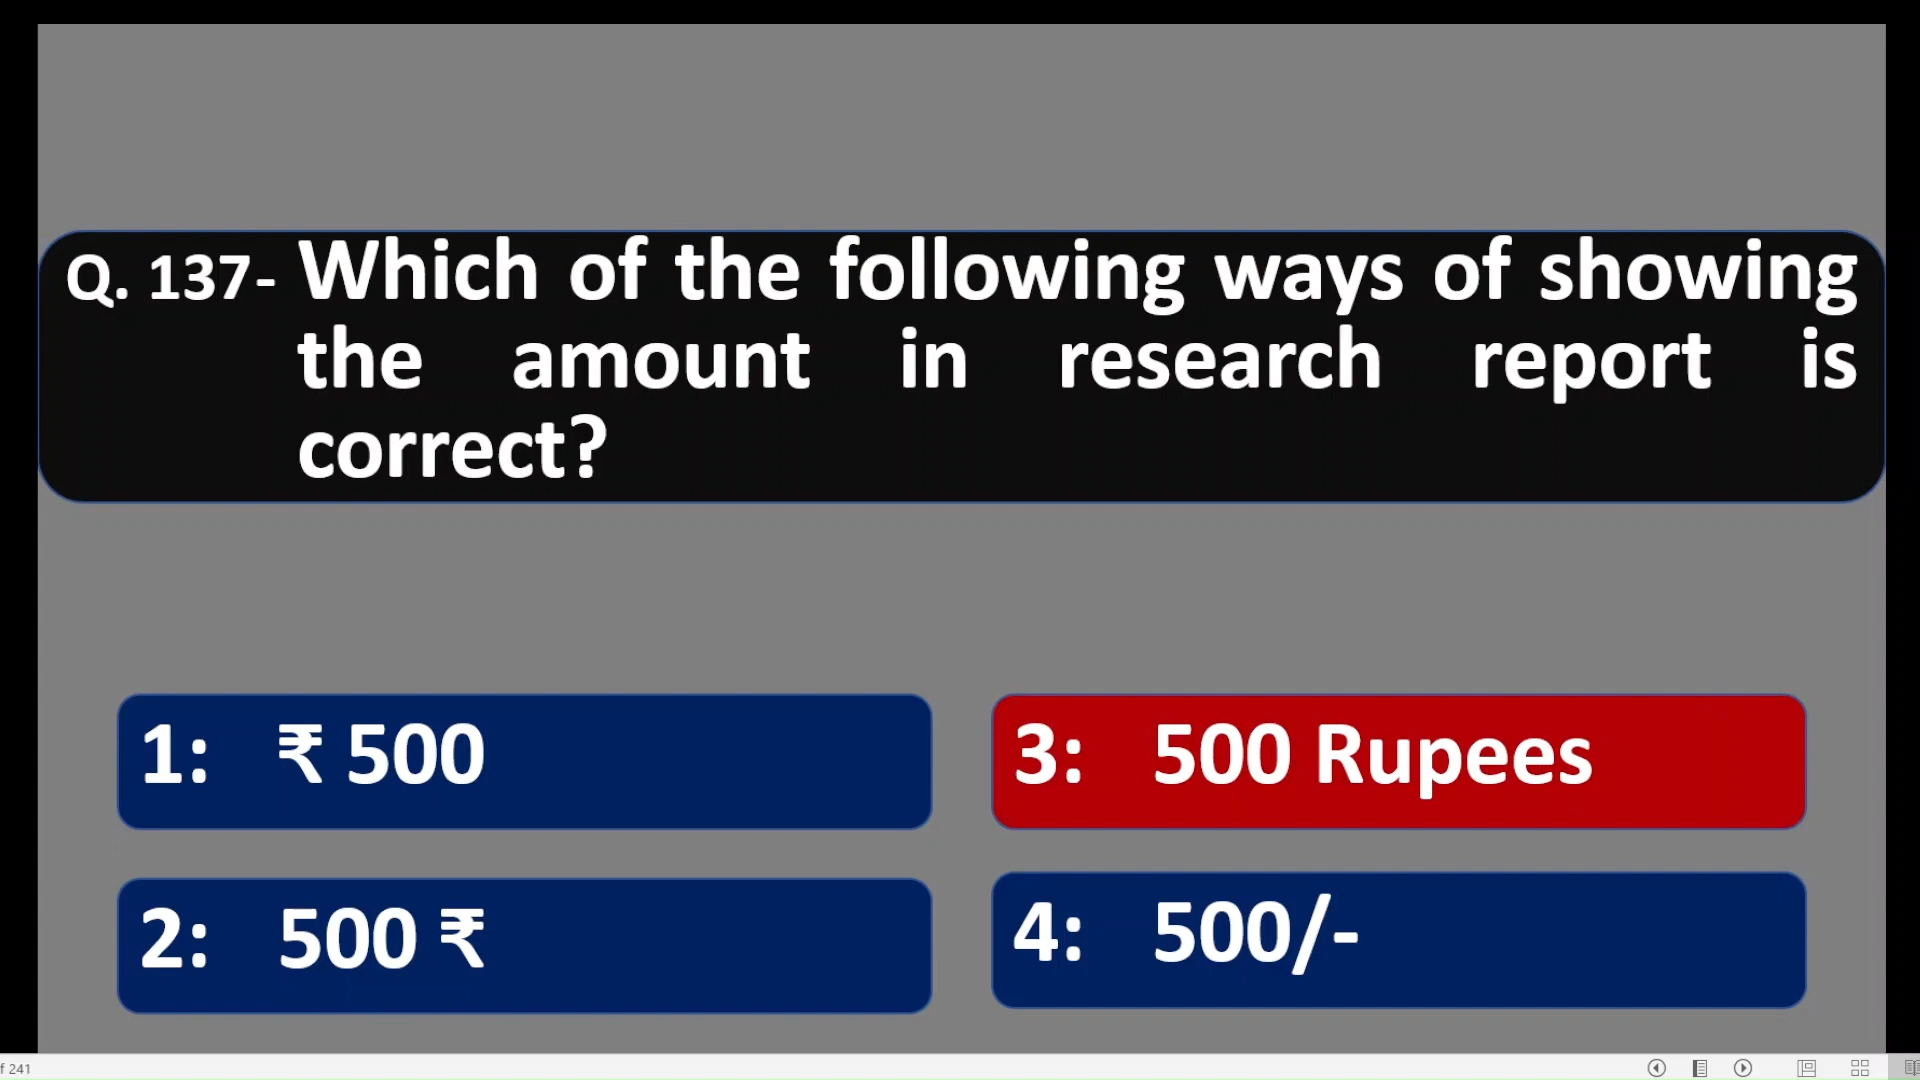 Q. 137- Which of the following ways of showing
the amount in research report is
correct?
1: ₹ 500
3: 500 Rupees
2: 500 ₹
4: 500/-
f 241